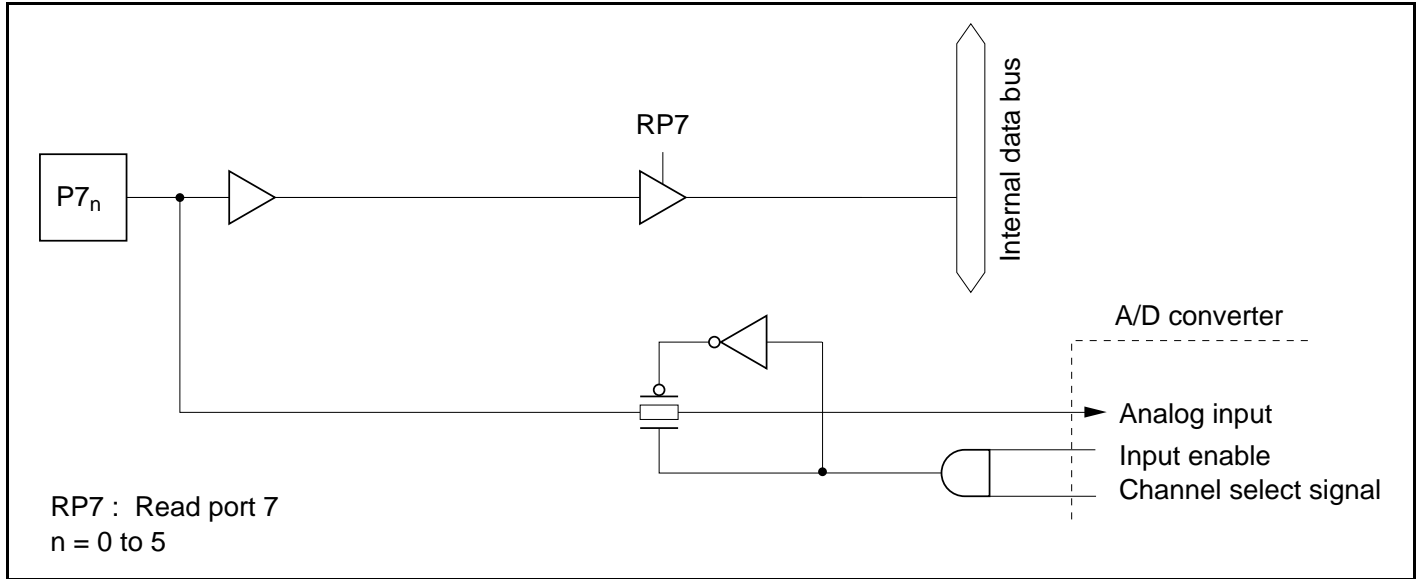 RP7
P7n
Internal data bus
A/D converter
Analog input
Input enable
Channel select signal
RP7 : Read port 7
n = 0 to 5